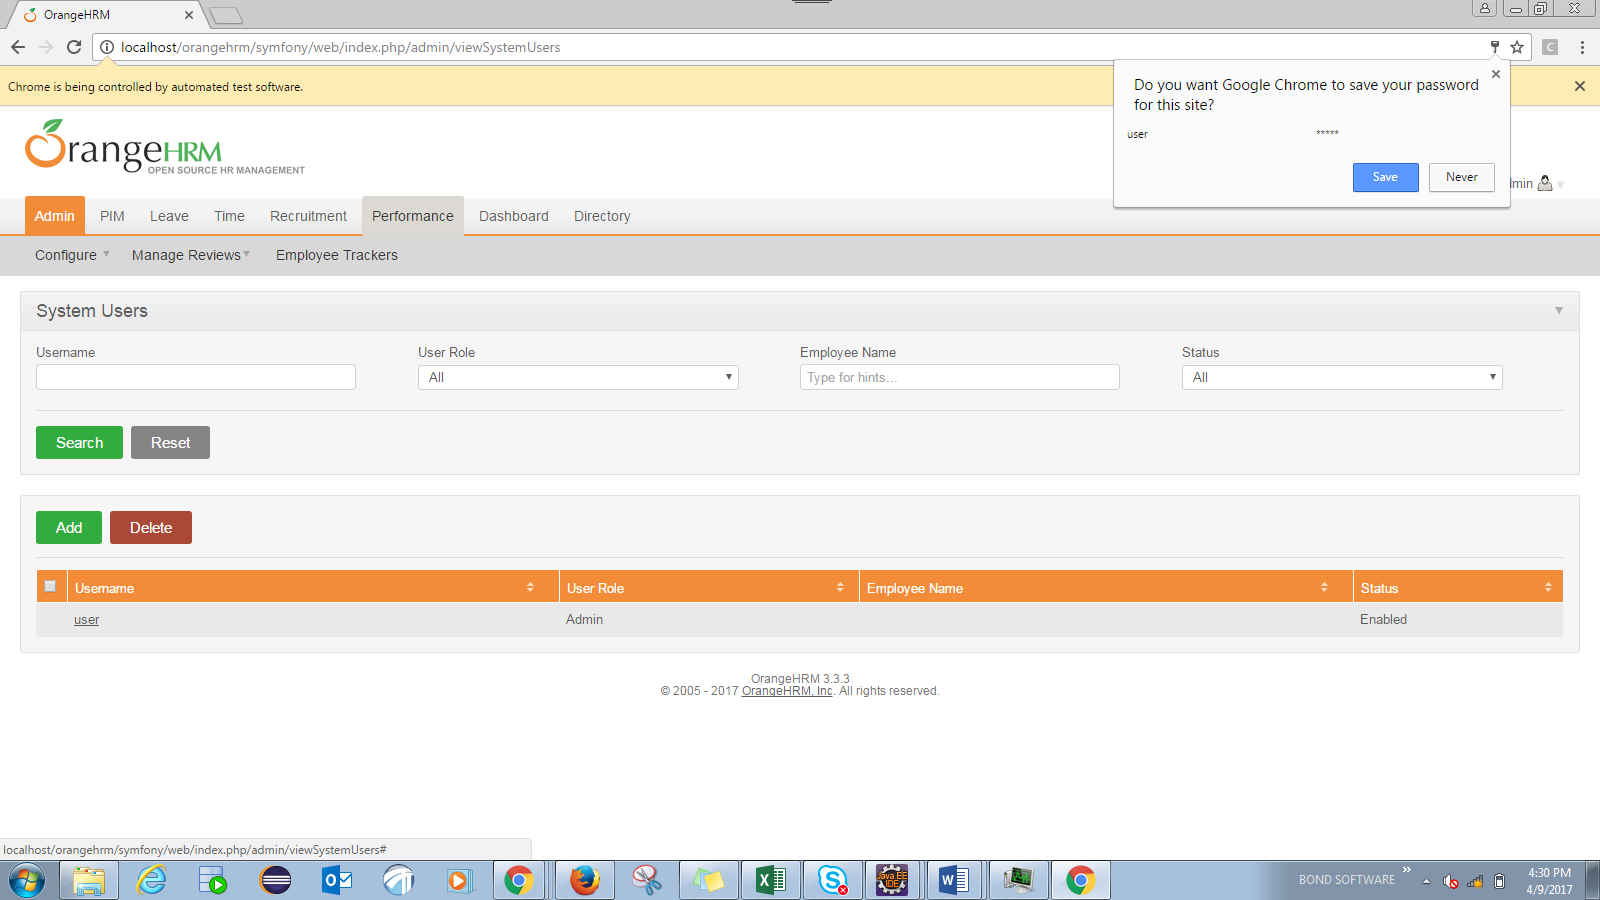 OrangeHRM
localhost/orangehrm/symfony/web/index.php/admin/viewSystemUsers
C
Chrome is being controlled by automated test software.
Do you want Google Chrome to save your password
for this site?
user *****
Save Never
OrangeHRM
OPEN SOURCE HR MANAGEMENT
Admin PIM Leave Time Recruitment Performance Dashboard Directory
Configure Manage Reviews Employee Trackers
System Users
Username User Role Employee Name Status
All Type for hints... All
Search Reset
Add Delete
Username User Role Employee Name Status
user Admin Enabled
OrangeHRM 3.3.3
© 2005 - 2017 OrangeHRM, Inc. All rights reserved.
localhost/orangehrm/symfony/web/index.php/admin/viewSystemUsers#
Java EE
IDE
BOND SOFTWARE
4:30 PM
4/9/2017